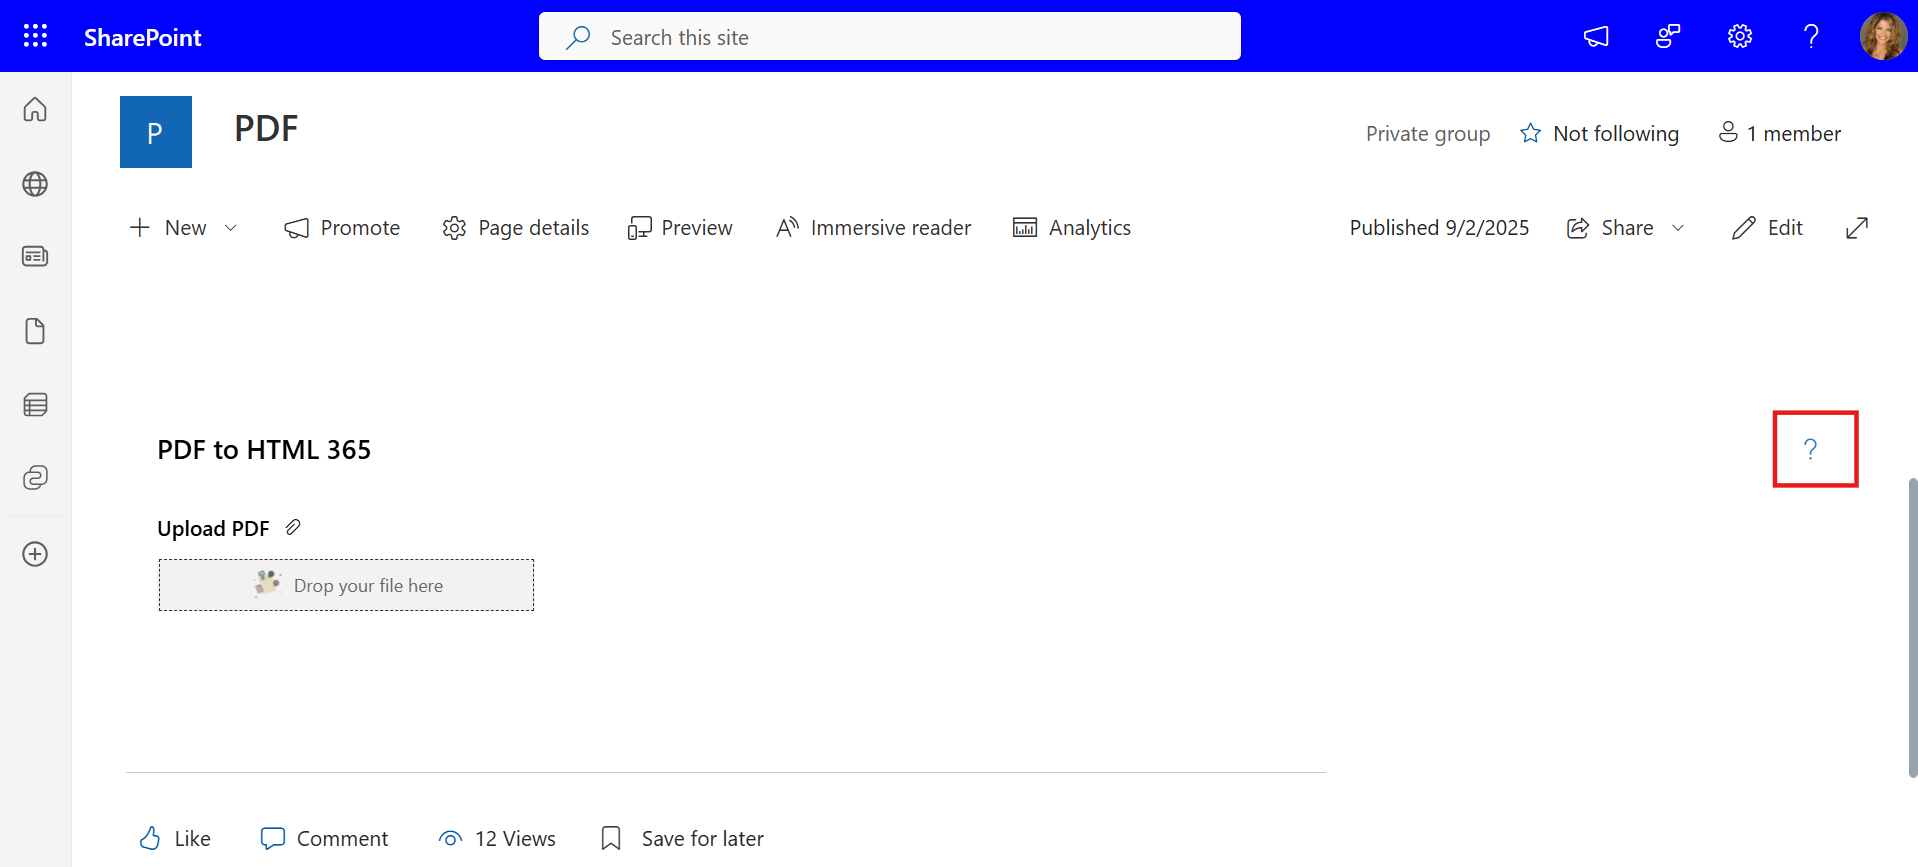 SharePoint
Search this site
?
P
PDF
Private group
Not following
1 member
New
Promote
Page details
Preview
Immersive reader
Analytics
Published 9/2/2025
Share
Edit
PDF to HTML 365
?
Upload PDF
Drop your file here
Like
Comment
12 Views
Save for later